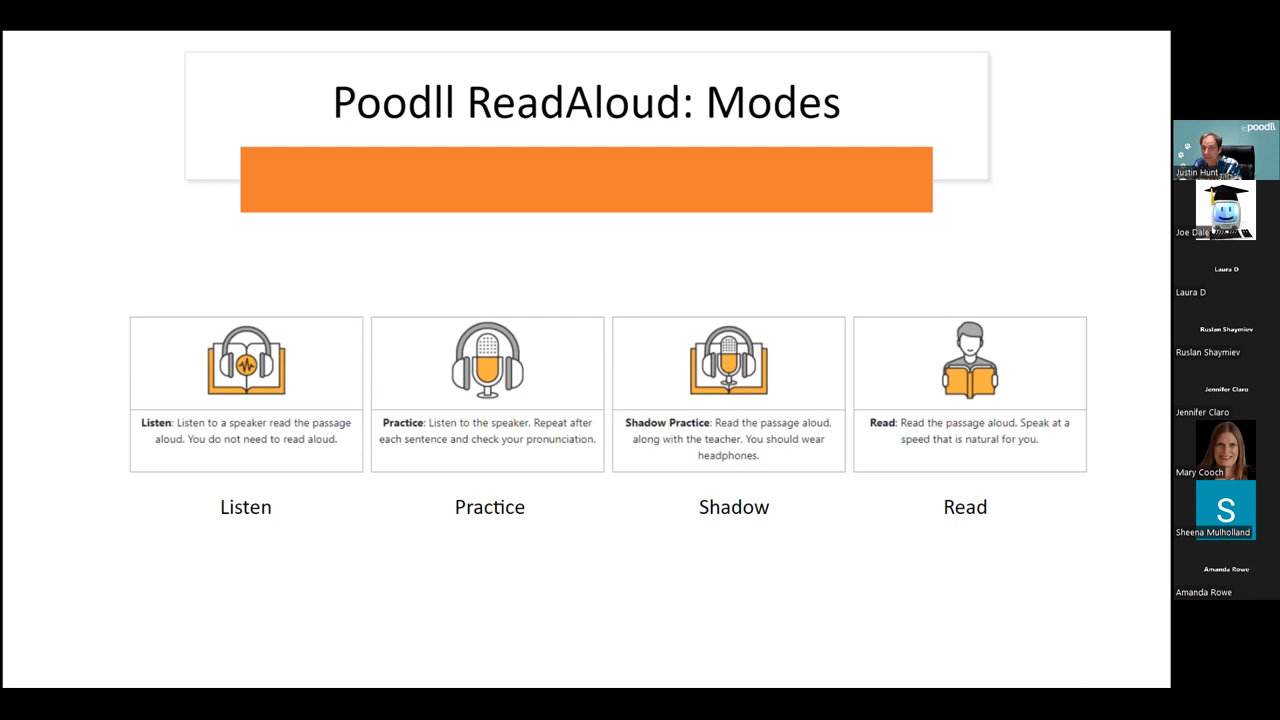 Poodll ReadAloud: Modes
Listen: Listen to a speaker read the passage
aloud. You do not need to read aloud.
Practice: Listen to the speaker. Repeat after
each sentence and check your pronunciation.
Shadow Practice: Read the passage aloud,
along with the teacher. You should wear
headphones.
Read: Read the passage aloud. Speak at a
speed that is natural for you.
Listen
Practice
Shadow
Read
poodll
Justin Hunt
Joe Dale
Laura D
Laura D
Ruslan Shaymiev
Ruslan Shaymiev
Jennifer Claro
Jennifer Claro
Mary Cooch
S
Sheena Mulholland
Amanda Rowe
Amanda Rowe